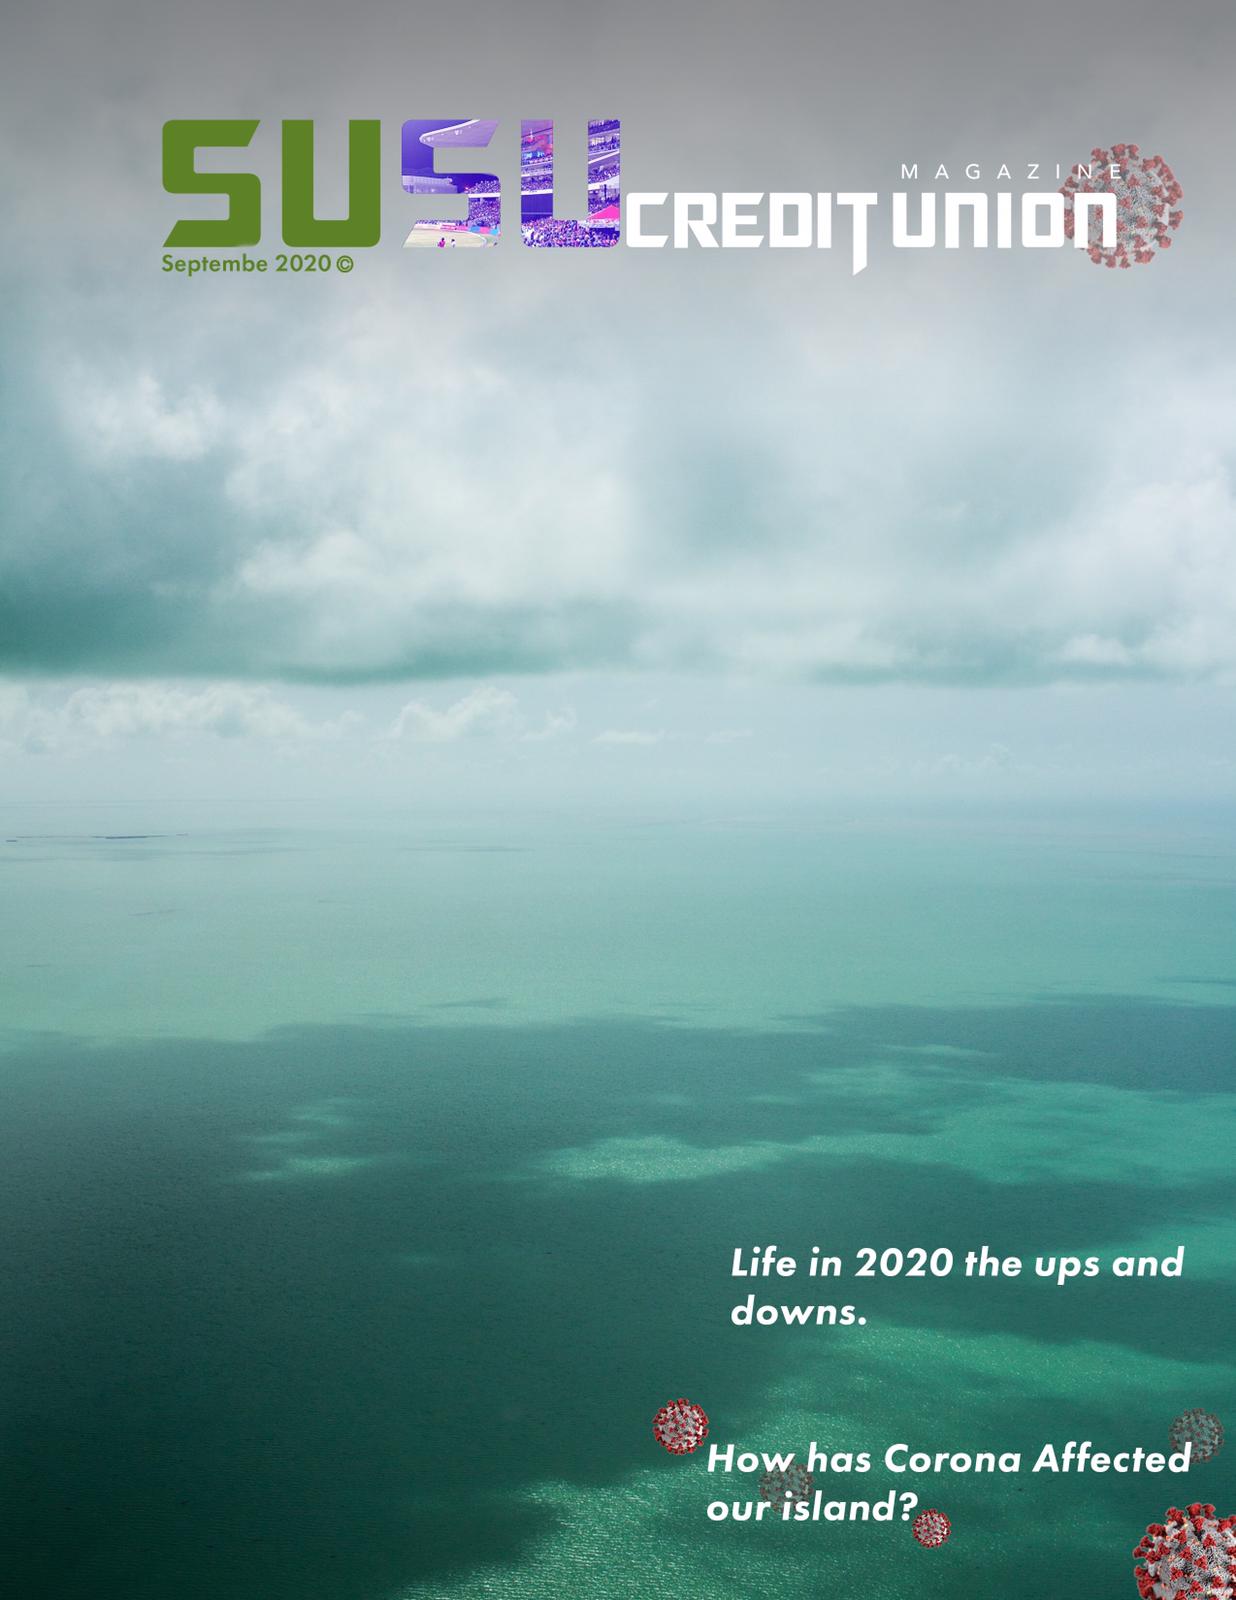 SUSU CREDIT UNION
MAGAZINE
Septembe 2020 ©
Life in 2020 the ups and
downs.
How has Corona Affected
our island?